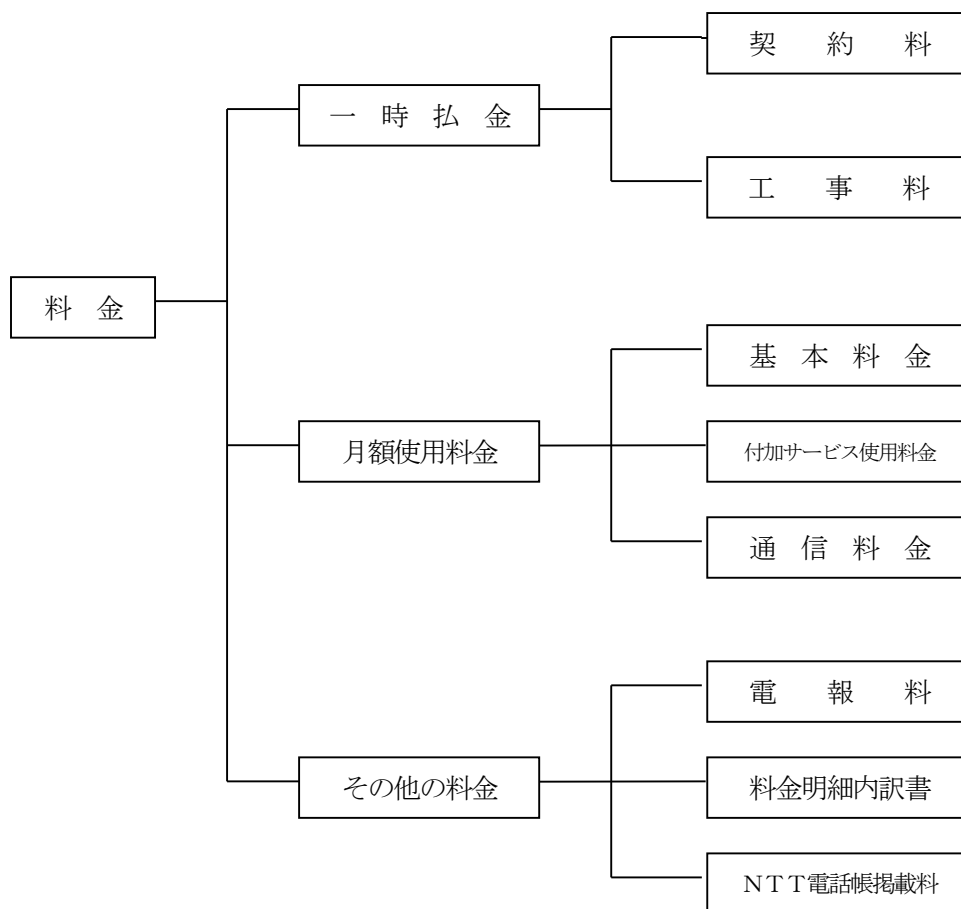 料金
一時払金
契約料
工事料
月額使用料金
基本料金
付加サービス使用料金
通信料金
その他の料金
電報料
料金明細内訳書
ＮＴＴ電話帳掲載料